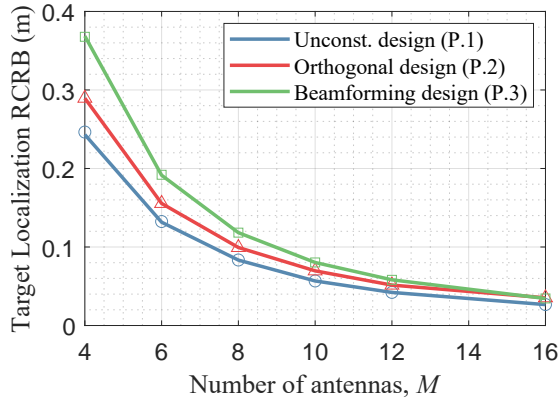 Target Localization RCRB (m)
0.4
0.3
0.2
0.1
0
Unconst. design (P.1)
Orthogonal design (P.2)
Beamforming design (P.3)
4 6 8 10 12 14 16
Number of antennas, M